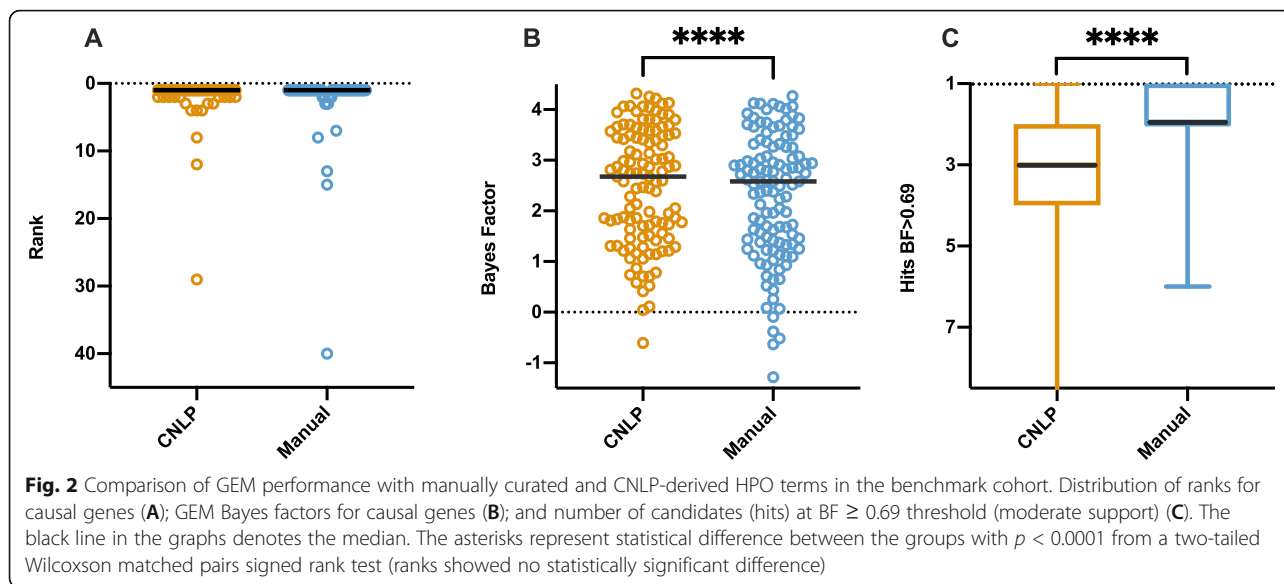 A
B
C
****
****
0
10
20
30
40
Rank
CNLP
Manual
4
3
2
1
0
-1
Bayes Factor
CNLP
Manual
1
3
5
7
Hits BF>0.69
CNLP
Manual
Fig. 2 Comparison of GEM performance with manually curated and CNLP-derived HPO terms in the benchmark cohort. Distribution of ranks for
causal genes (A); GEM Bayes factors for causal genes (B); and number of candidates (hits) at BF ≥ 0.69 threshold (moderate support) (C). The
black line in the graphs denotes the median. The asterisks represent statistical difference between the groups with p < 0.0001 from a two-tailed
Wilcoxson matched pairs signed rank test (ranks showed no statistically significant difference)